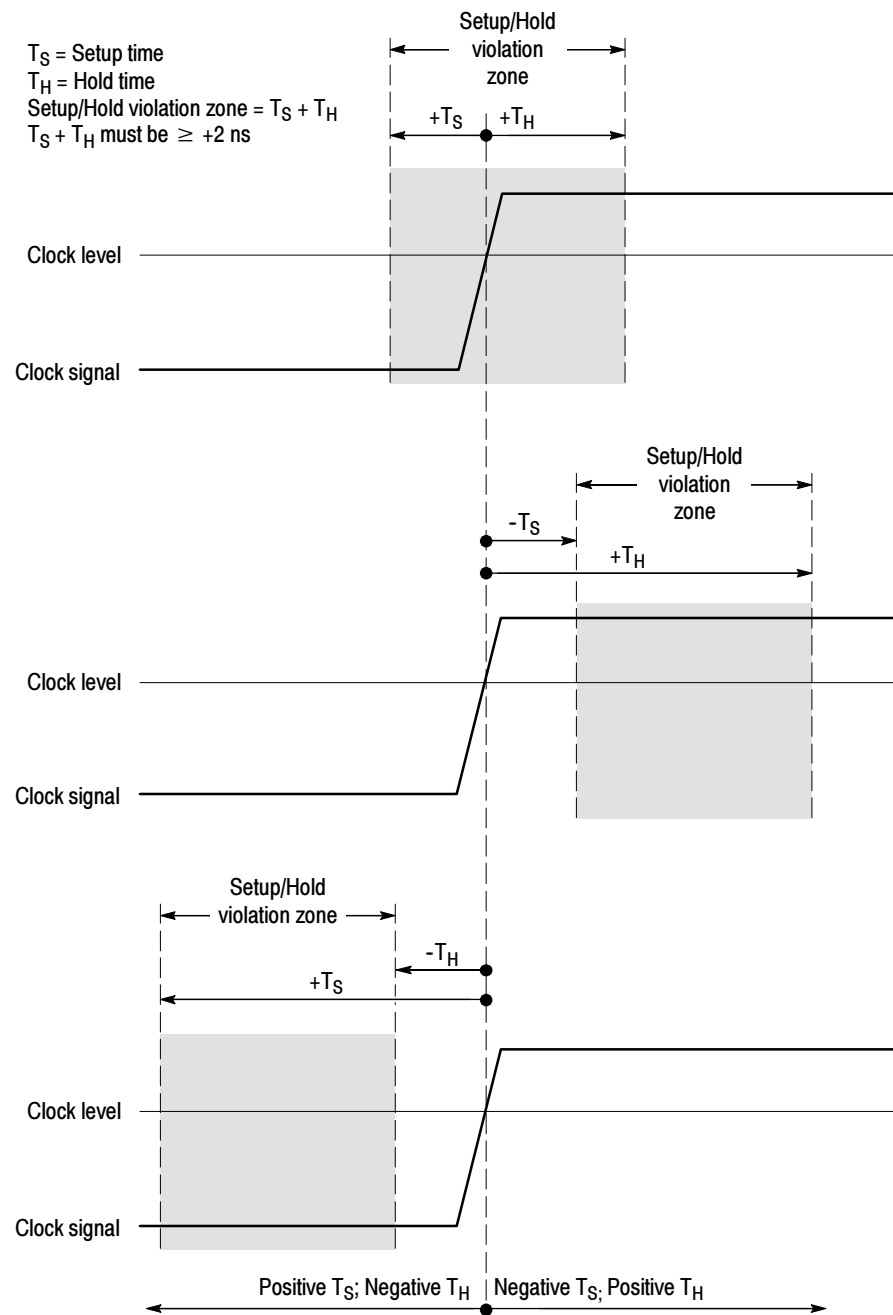 T_S = Setup time
T_H = Hold time
Setup/Hold violation zone = T_S + T_H
T_S + T_H must be ≥ +2 ns
Setup/Hold
violation
zone
+T_S +T_H
Clock level
Clock signal
Setup/Hold
violation
zone
-T_S
+T_H
Clock level
Clock signal
Setup/Hold
violation zone
-T_H
+T_S
Clock level
Clock signal
Positive T_S; Negative T_H Negative T_S; Positive T_H